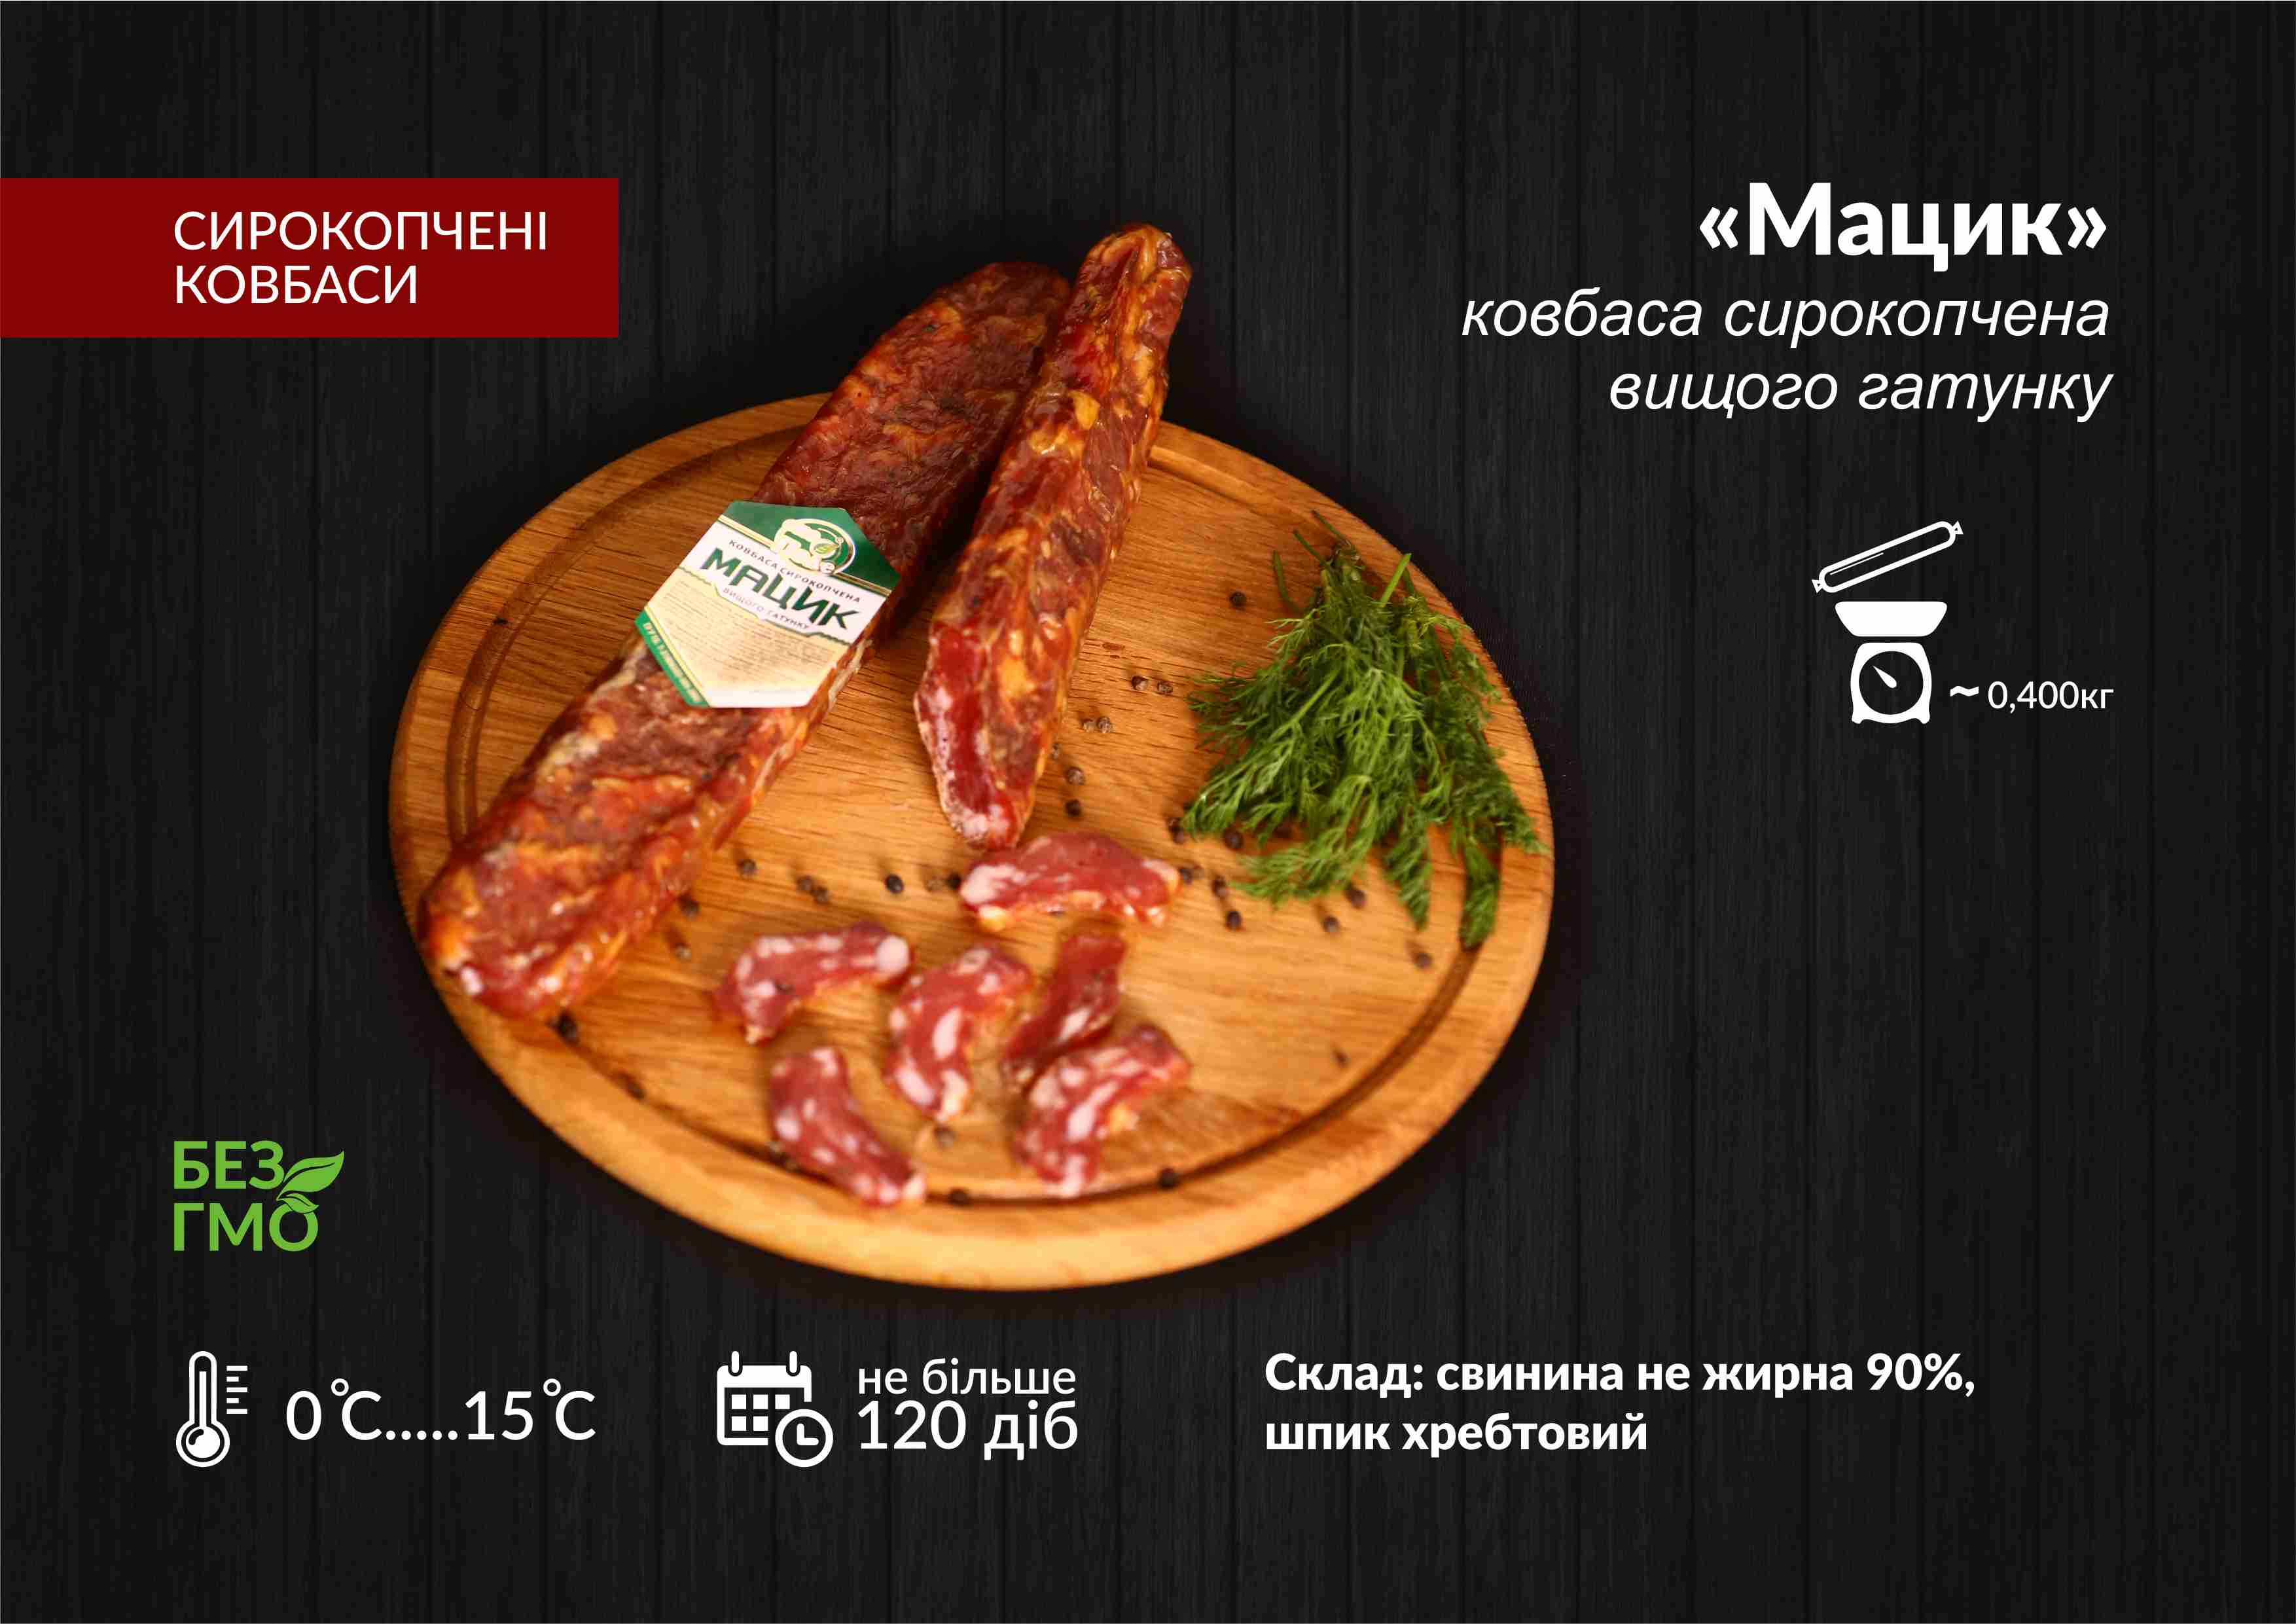 СИРОКОПЧЕНІ
КОВБАСИ
«Мацик»
ковбаса сирокопчена
вищого гатунку
~ 0,400кг
КОВБАСА СИРОКОПЧЕНА
МАЦИК
ВИЩОГО ГАТУНКУ
БЕЗ
ГМО
0°C.....15°C
не більше
120 діб
Склад: свинина не жирна 90%,
шпик хребтовий